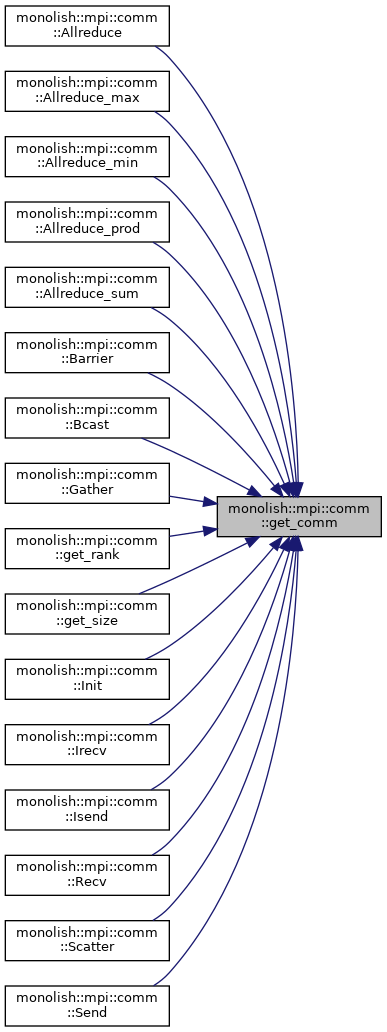 monolish::mpi::comm
::Allreduce
monolish::mpi::comm
::Allreduce_max
monolish::mpi::comm
::Allreduce_min
monolish::mpi::comm
::Allreduce_prod
monolish::mpi::comm
::Allreduce_sum
monolish::mpi::comm
::Barrier
monolish::mpi::comm
::Bcast
monolish::mpi::comm
::Gather
monolish::mpi::comm
::get_comm
monolish::mpi::comm
::get_rank
monolish::mpi::comm
::get_size
monolish::mpi::comm
::Init
monolish::mpi::comm
::Irecv
monolish::mpi::comm
::Isend
monolish::mpi::comm
::Recv
monolish::mpi::comm
::Scatter
monolish::mpi::comm
::Send